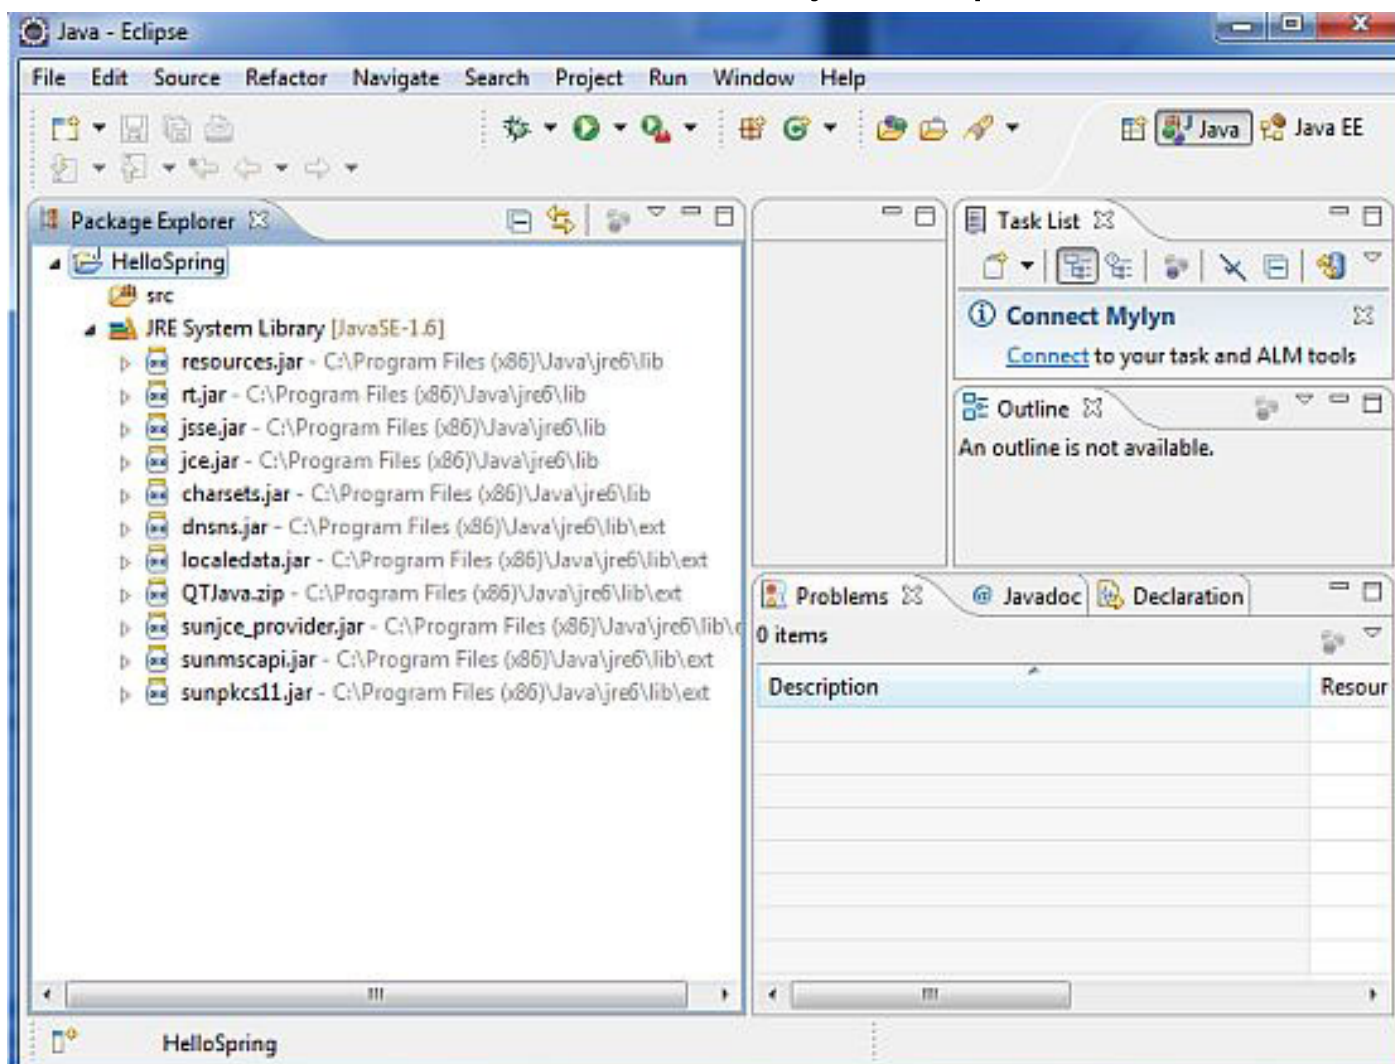 Java - Eclipse
File Edit Source Refactor Navigate Search Project Run Window Help
Java Java EE
Package Explorer
HelloSpring
src
JRE System Library [JavaSE-1.6]
resources.jar - C:\Program Files (x86)\Java\jre6\lib
rt.jar - C:\Program Files (x86)\Java\jre6\lib
jsse.jar - C:\Program Files (x86)\Java\jre6\lib
jce.jar - C:\Program Files (x86)\Java\jre6\lib
charsets.jar - C:\Program Files (x86)\Java\jre6\lib
dnsns.jar - C:\Program Files (x86)\Java\jre6\lib\ext
localedata.jar - C:\Program Files (x86)\Java\jre6\lib\ext
QTJava.zip - C:\Program Files (x86)\Java\jre6\lib\ext
sunjce_provider.jar - C:\Program Files (x86)\Java\jre6\lib\e
sunmscapi.jar - C:\Program Files (x86)\Java\jre6\lib\ext
sunpkcs11.jar - C:\Program Files (x86)\Java\jre6\lib\ext
Task List
Connect Mylyn
Connect to your task and ALM tools
Outline
An outline is not available.
Problems Javadoc Declaration
0 items
Description Resour
HelloSpring